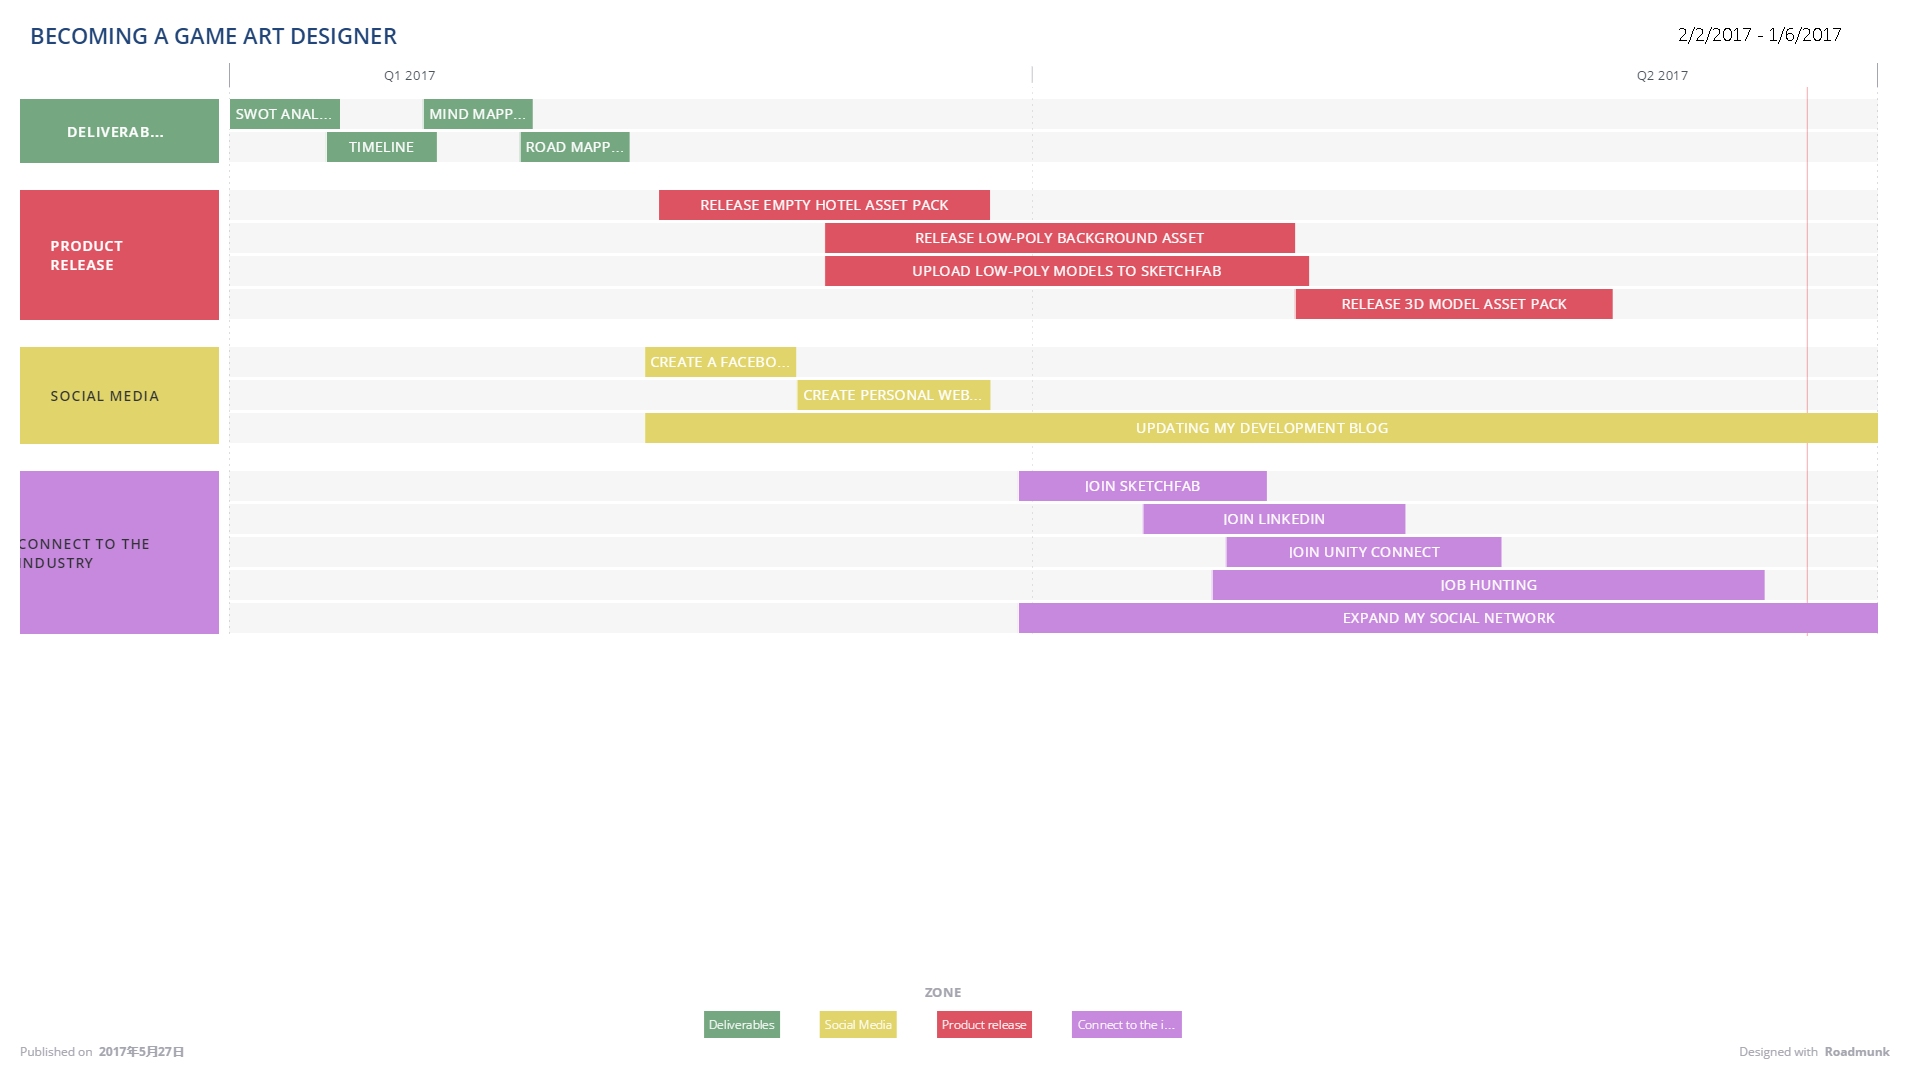 BECOMING A GAME ART DESIGNER
2/2/2017 - 1/6/2017
Q1 2017
Q2 2017
DELIVERAB...
SWOT ANAL...
MIND MAPP...
TIMELINE
ROAD MAPP...
PRODUCT
RELEASE
RELEASE EMPTY HOTEL ASSET PACK
RELEASE LOW-POLY BACKGROUND ASSET
UPLOAD LOW-POLY MODELS TO SKETCHFAB
RELEASE 3D MODEL ASSET PACK
SOCIAL MEDIA
CREATE A FACEBO...
CREATE PERSONAL WEB...
UPDATING MY DEVELOPMENT BLOG
CONNECT TO THE
INDUSTRY
JOIN SKETCHFAB
JOIN LINKEDIN
JOIN UNITY CONNECT
JOB HUNTING
EXPAND MY SOCIAL NETWORK
ZONE
Deliverables
Social Media
Product release
Connect to the i...
Published on 2017年5月27日
Designed with Roadmunk